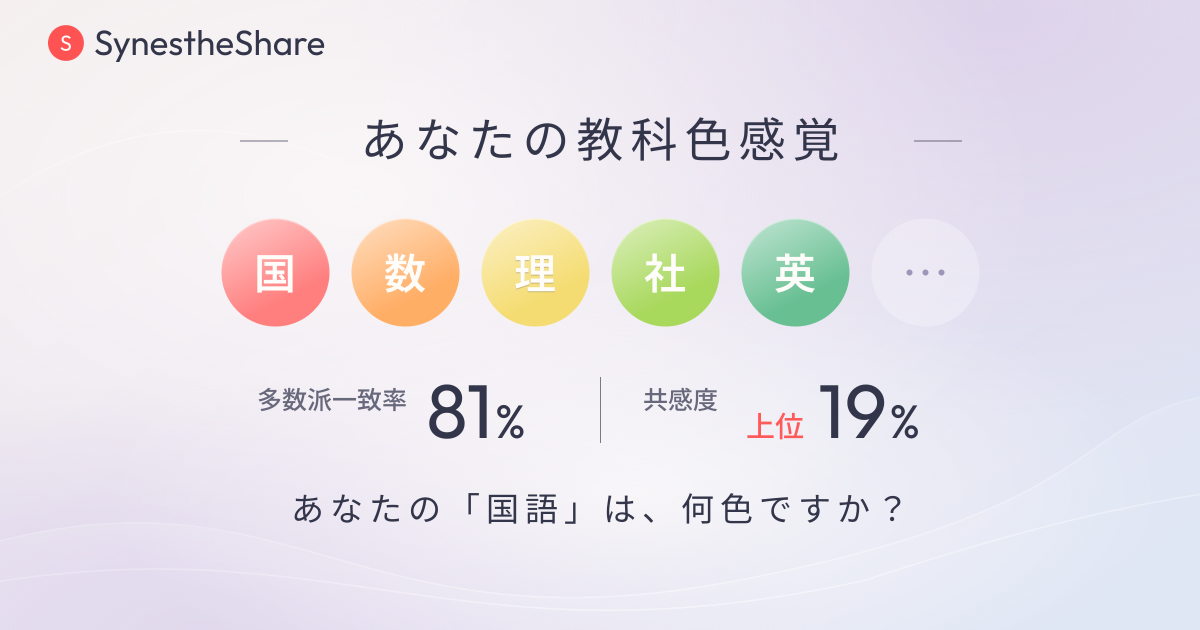 S SynestheShare
あなたの教科色感覚
国 数 理 社 英 ...
多数派一致率 81% 共感度 上位 19%
あなたの「国語」は、何色ですか？